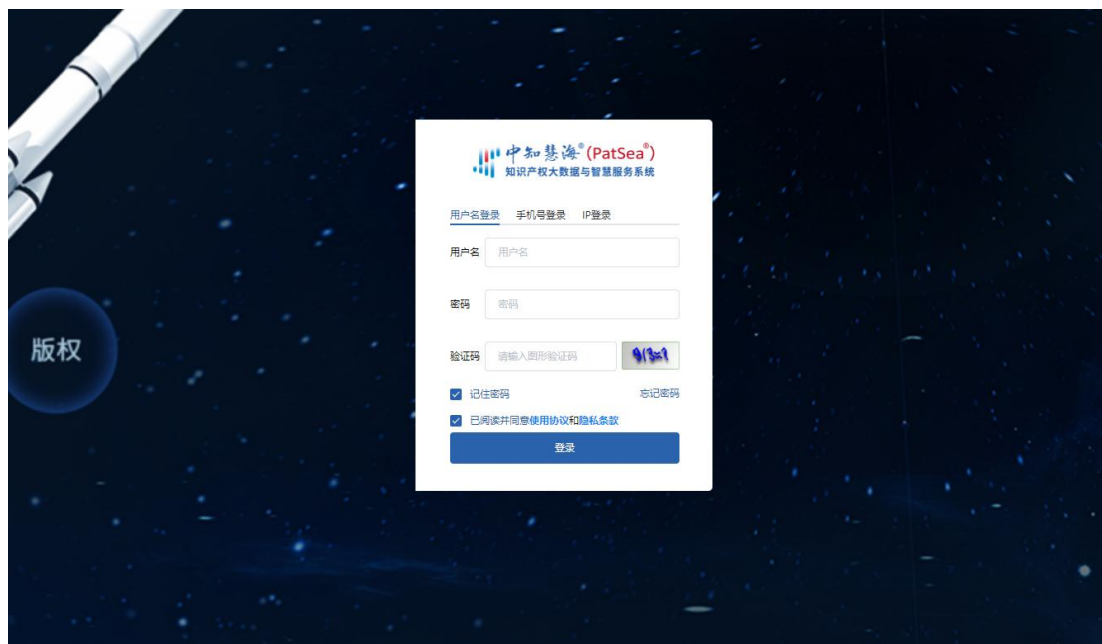 中知慧海®(PatSea®)
知识产权大数据与智慧服务系统
用户名登录 手机号登录 IP登录
用户名 用户名
密码 密码
验证码 请输入图形验证码 9/3=?
记住密码 忘记密码
已阅读并同意使用协议和隐私条款
登录
版权